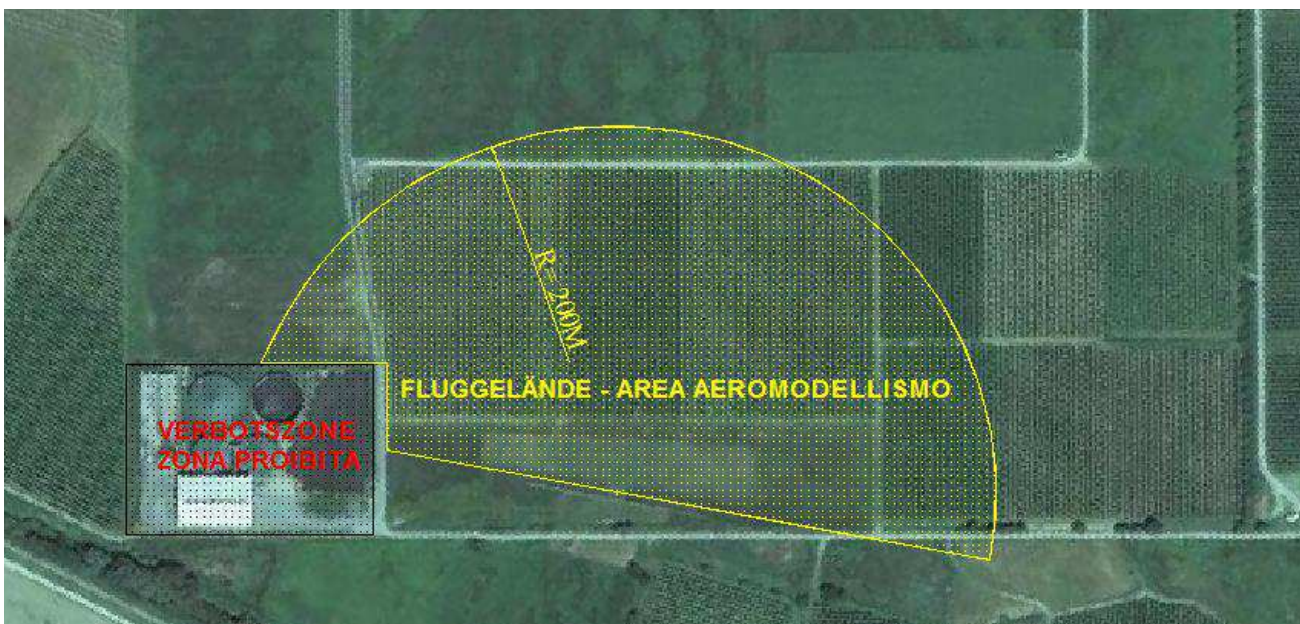 R= 200M
FLUGGELÄNDE - AREA AEROMODELLISMO
VERBOTSZONE
ZONA PROIBITA